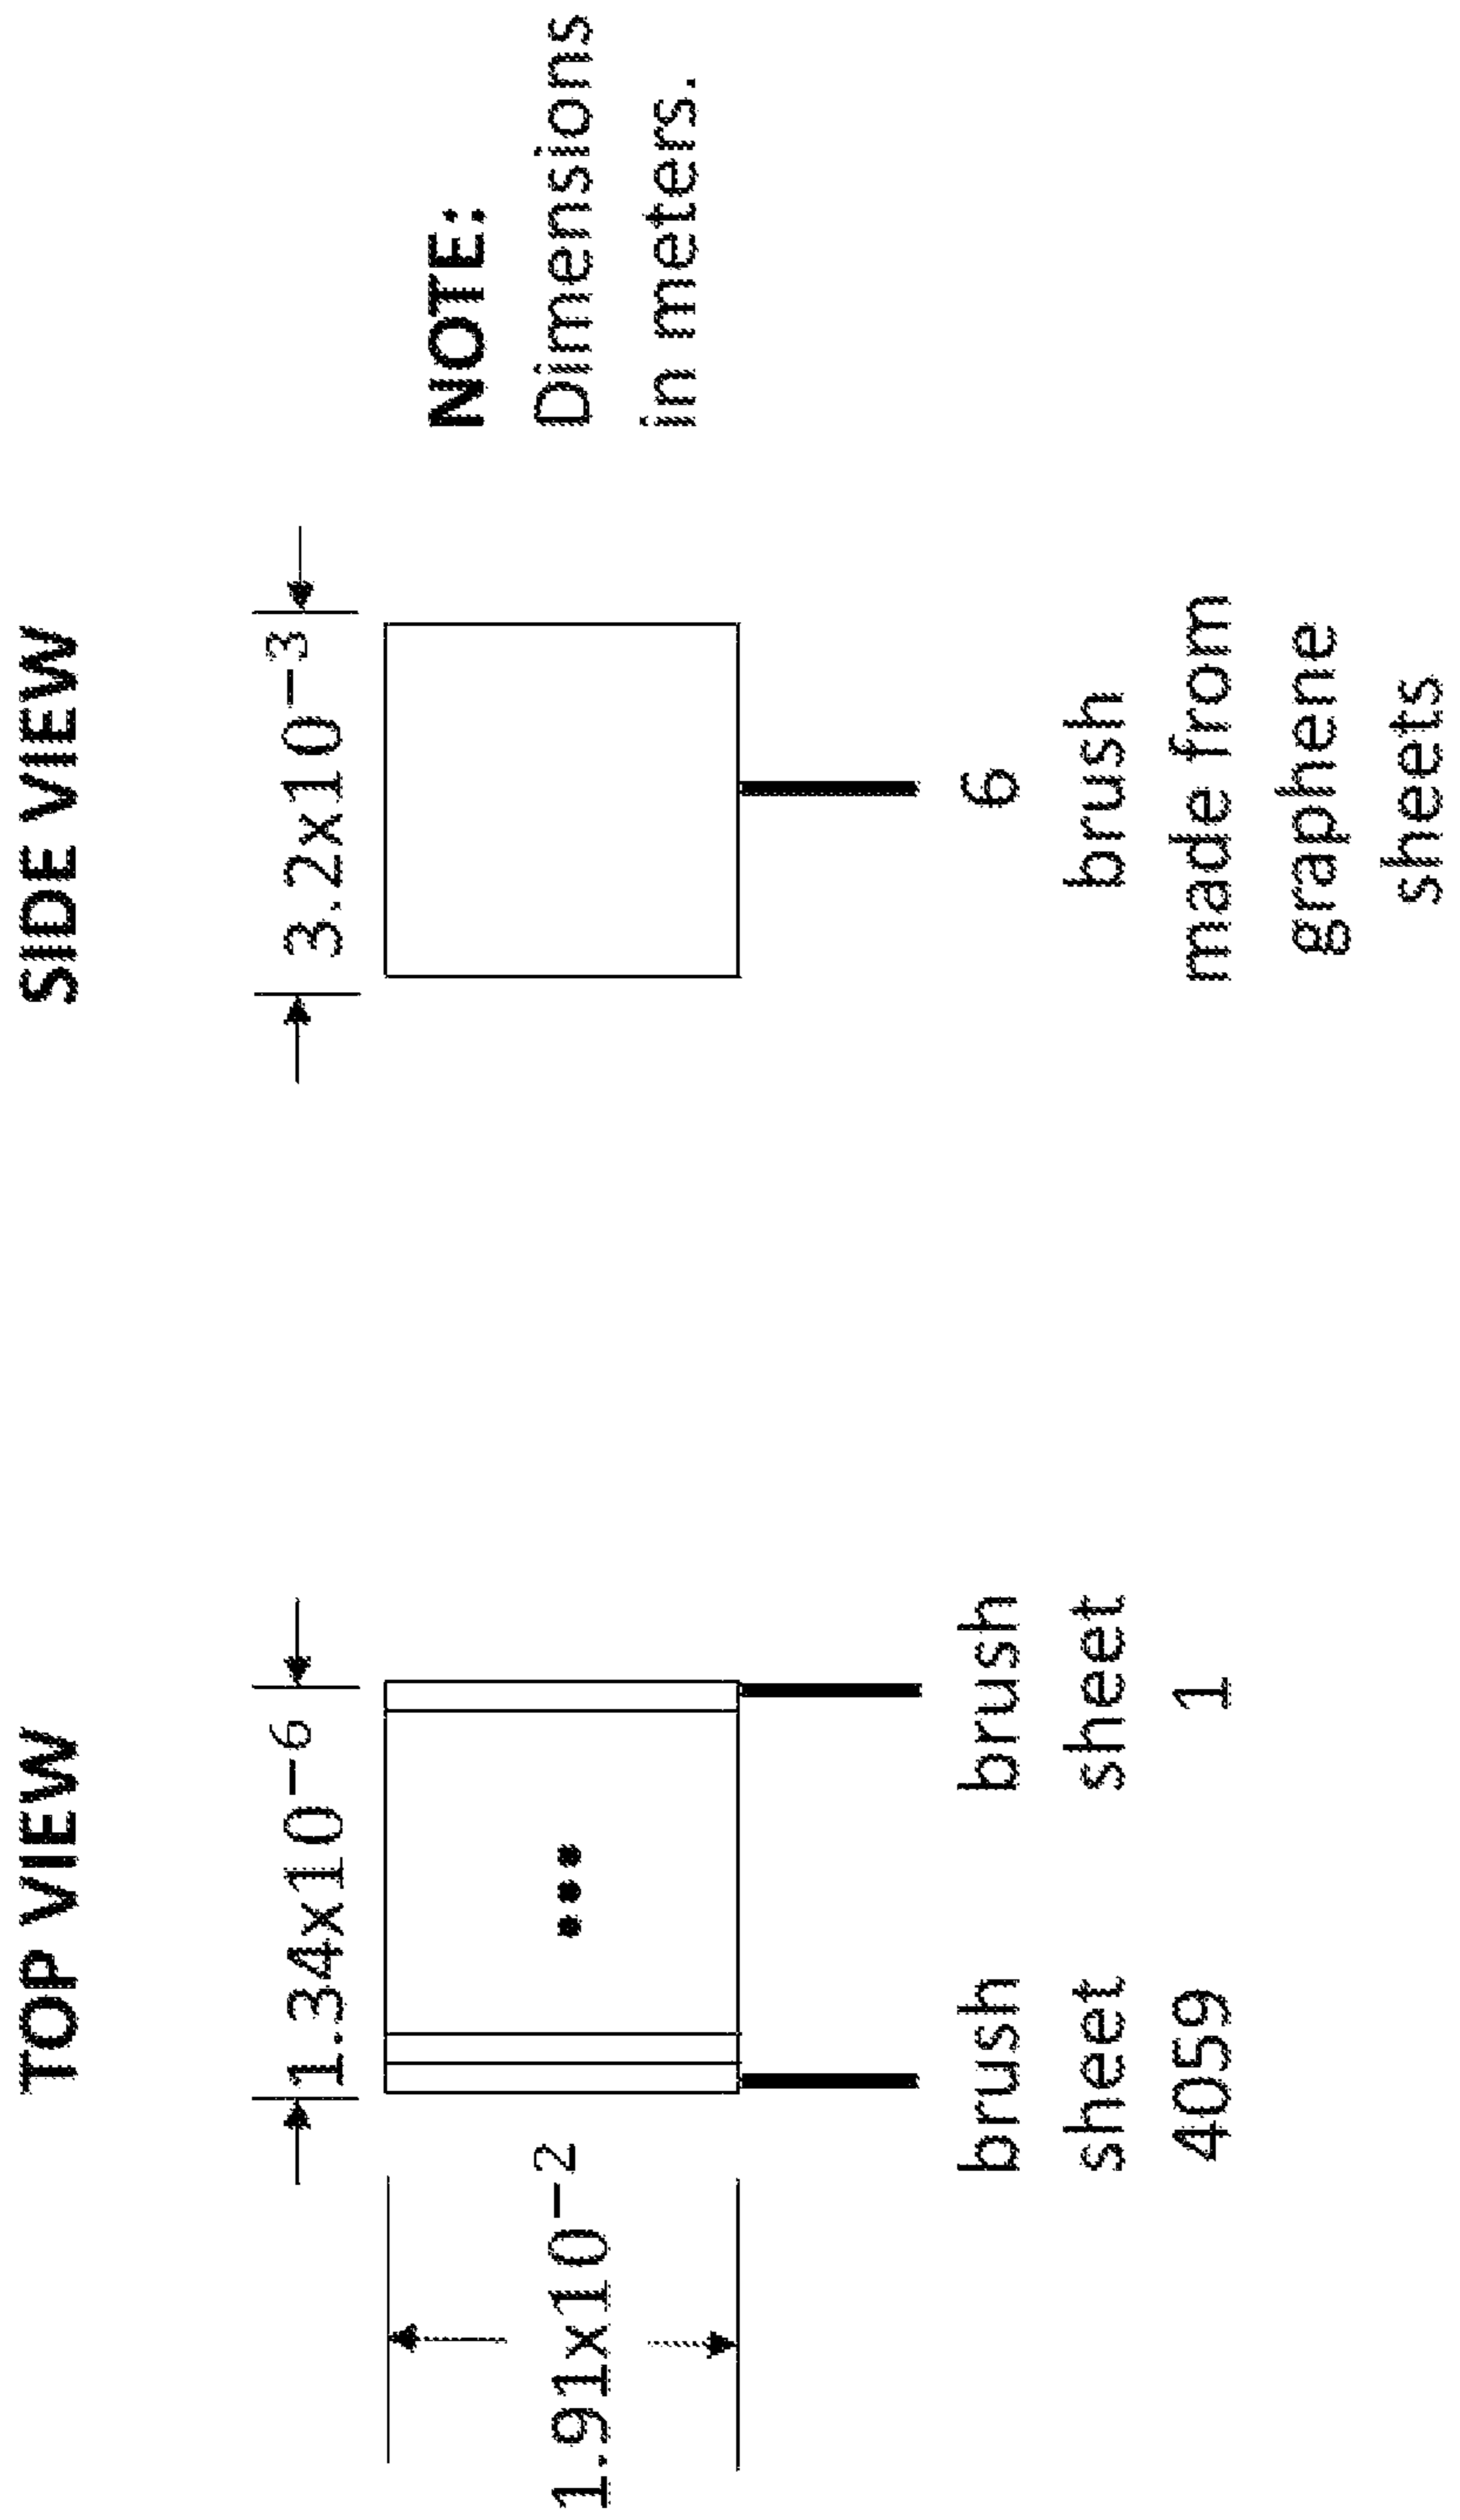 TOP VIEW
1.34x10⁻⁶
1.91x10⁻²
brush
sheet
4059
brush
sheet
1
SIDE VIEW
3.2x10⁻³
6
brush
made from
graphene
sheets
NOTE:
Dimensions
in meters.